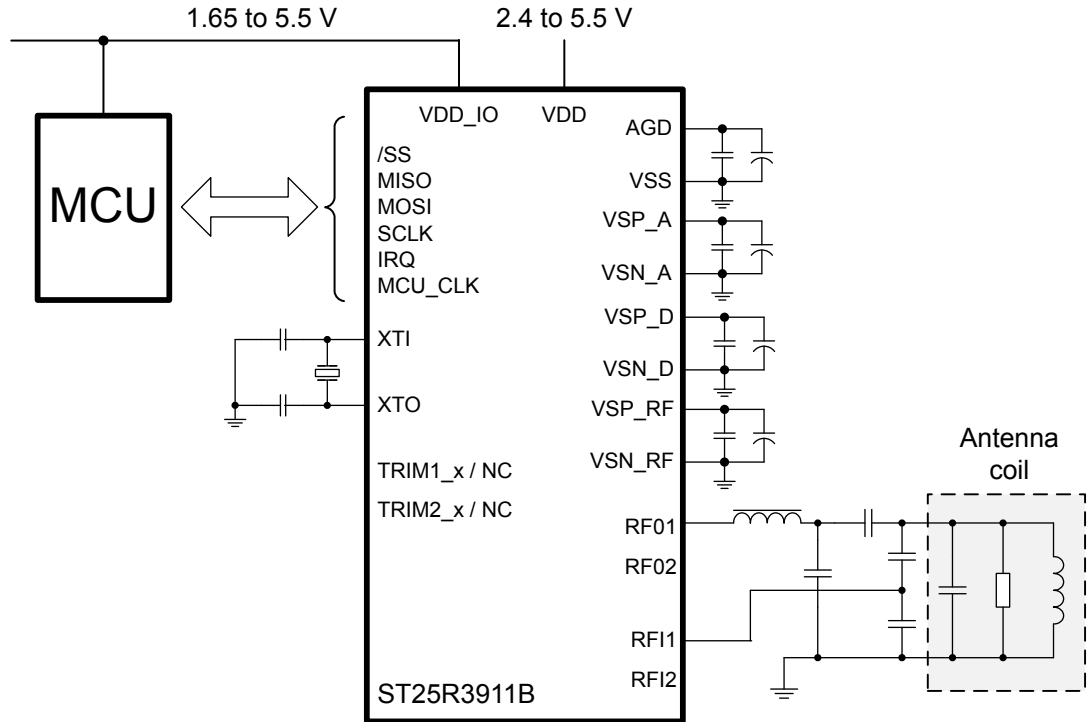 1.65 to 5.5 V
2.4 to 5.5 V
VDD_IO
VDD
MCU
/SS
MISO
MOSI
SCLK
IRQ
MCU_CLK
XTI
XTO
TRIM1_x / NC
TRIM2_x / NC
AGD
VSS
VSP_A
VSN_A
VSP_D
VSN_D
VSP_RF
VSN_RF
RF01
RF02
RFI1
RFI2
ST25R3911B
Antenna
coil